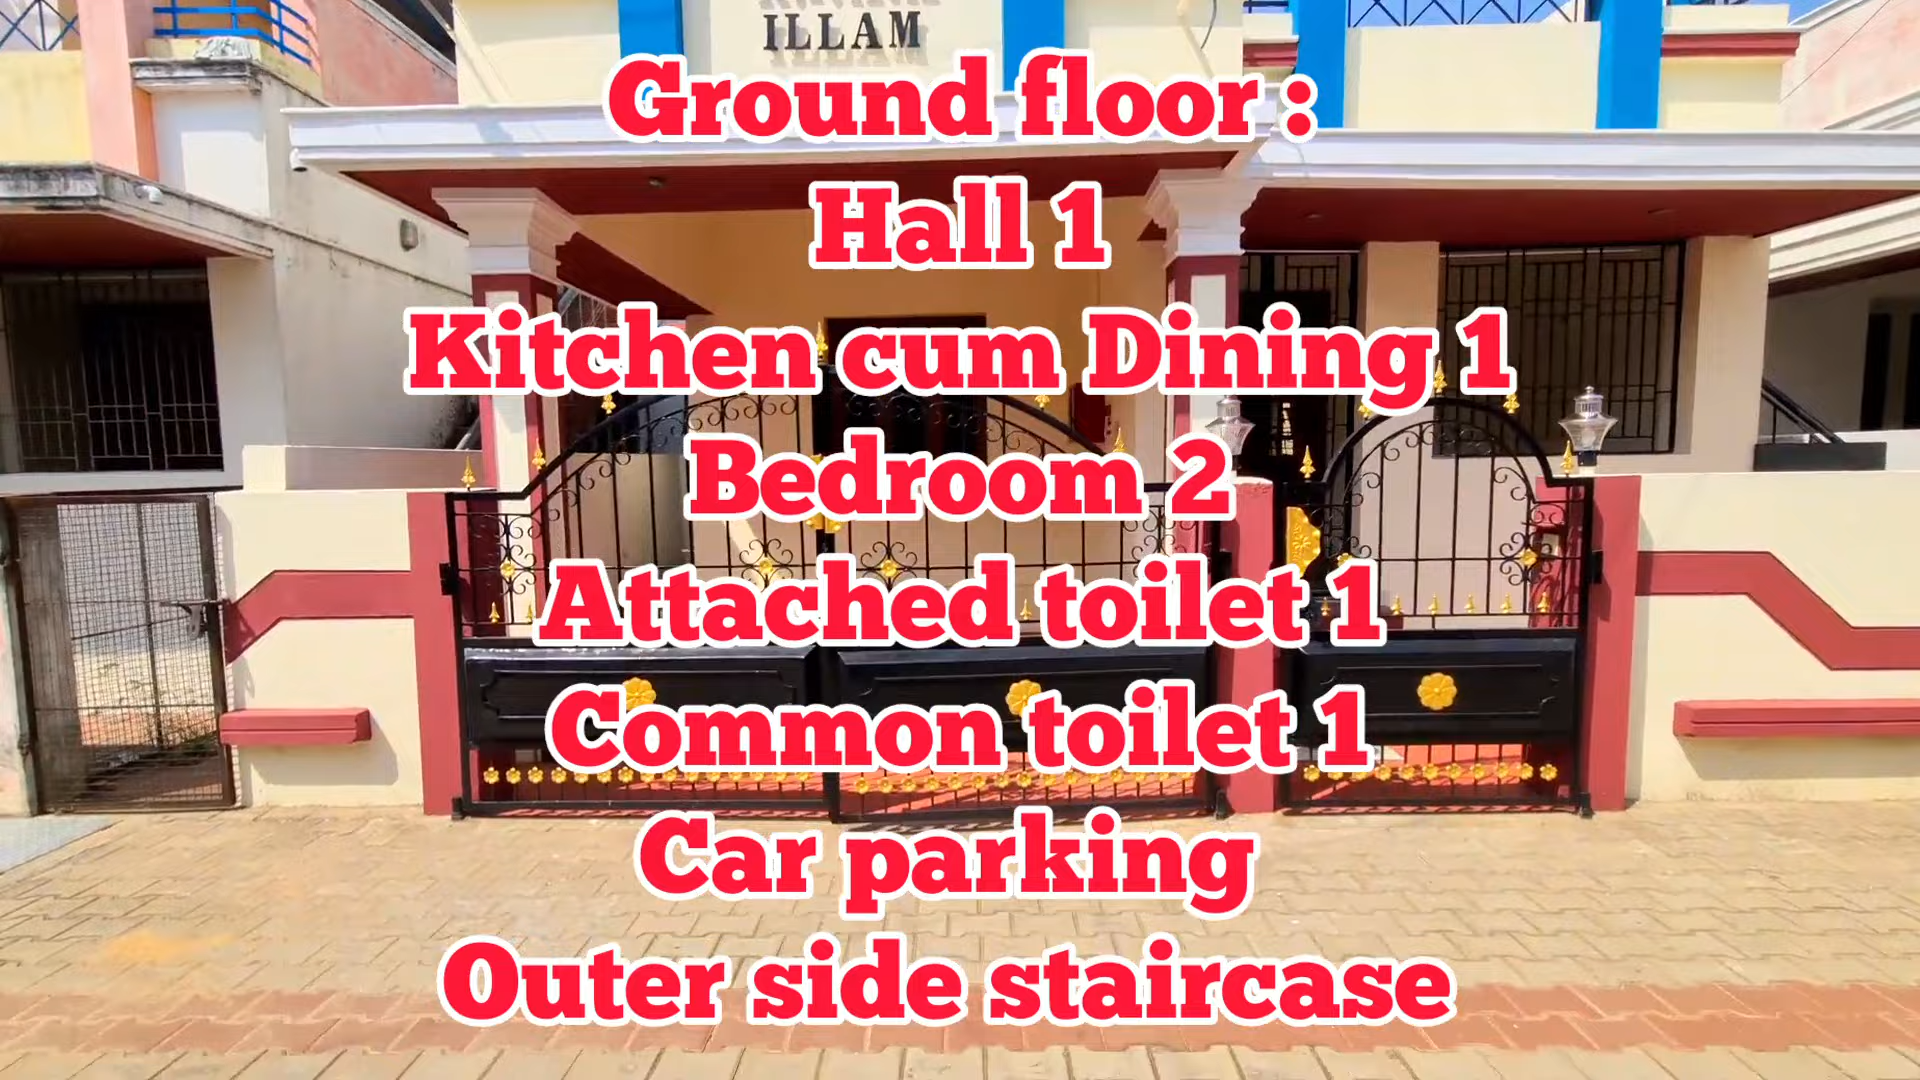 ILLAM
Ground floor :
Hall 1
Kitchen cum Dining 1
Bedroom 2
Attached toilet 1
Common toilet 1
Car parking
Outer side staircase